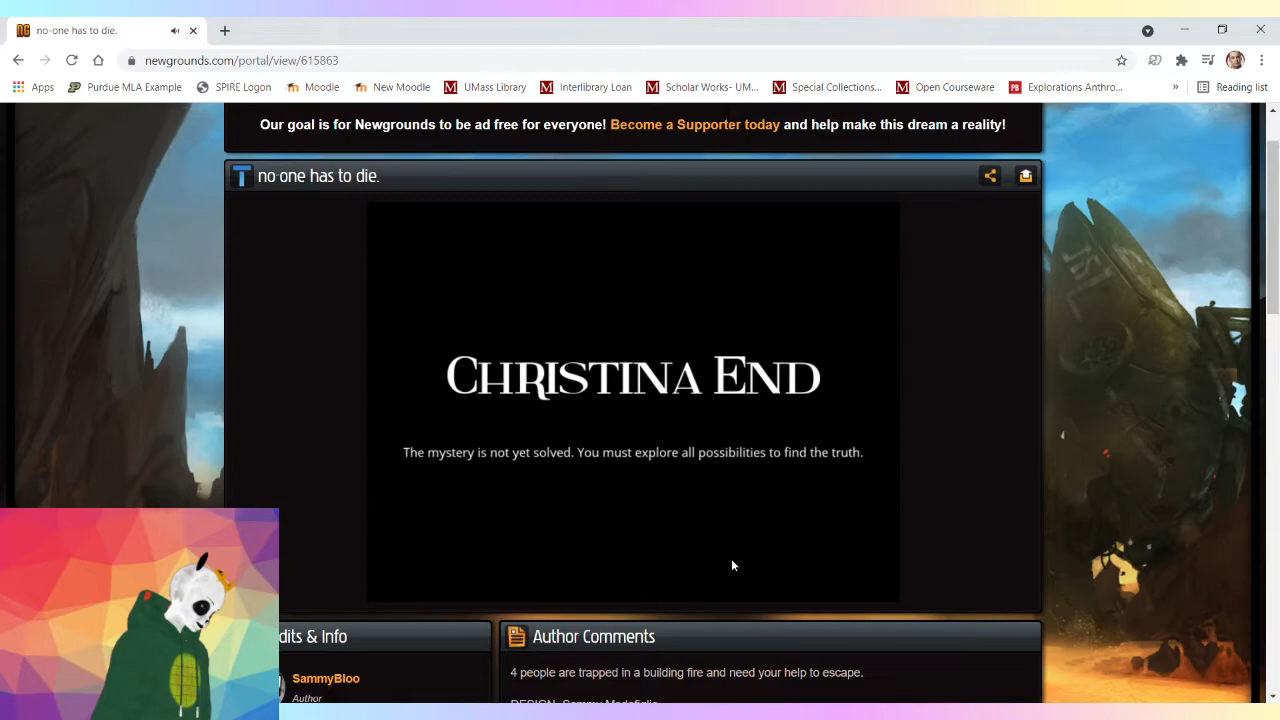 no-one has to die.
newgrounds.com/portal/view/615863
Apps
Purdue MLA Example
SPIRE Logon
Moodle
New Moodle
UMass Library
Interlibrary Loan
Scholar Work- UM...
Special Collections...
Open Courseware
Explorations Anthro...
»
Reading list
Our goal is for Newgrounds to be ad free for everyone! Become a Supporter today and help make this dream a reality!
no-one has to die.
CHRISTINA END
The mystery is not yet solved. You must explore all possibilities to find the truth.
dits & Info
SammyBloo
Author
Author Comments
4 people are trapped in a building fire and need your help to escape.